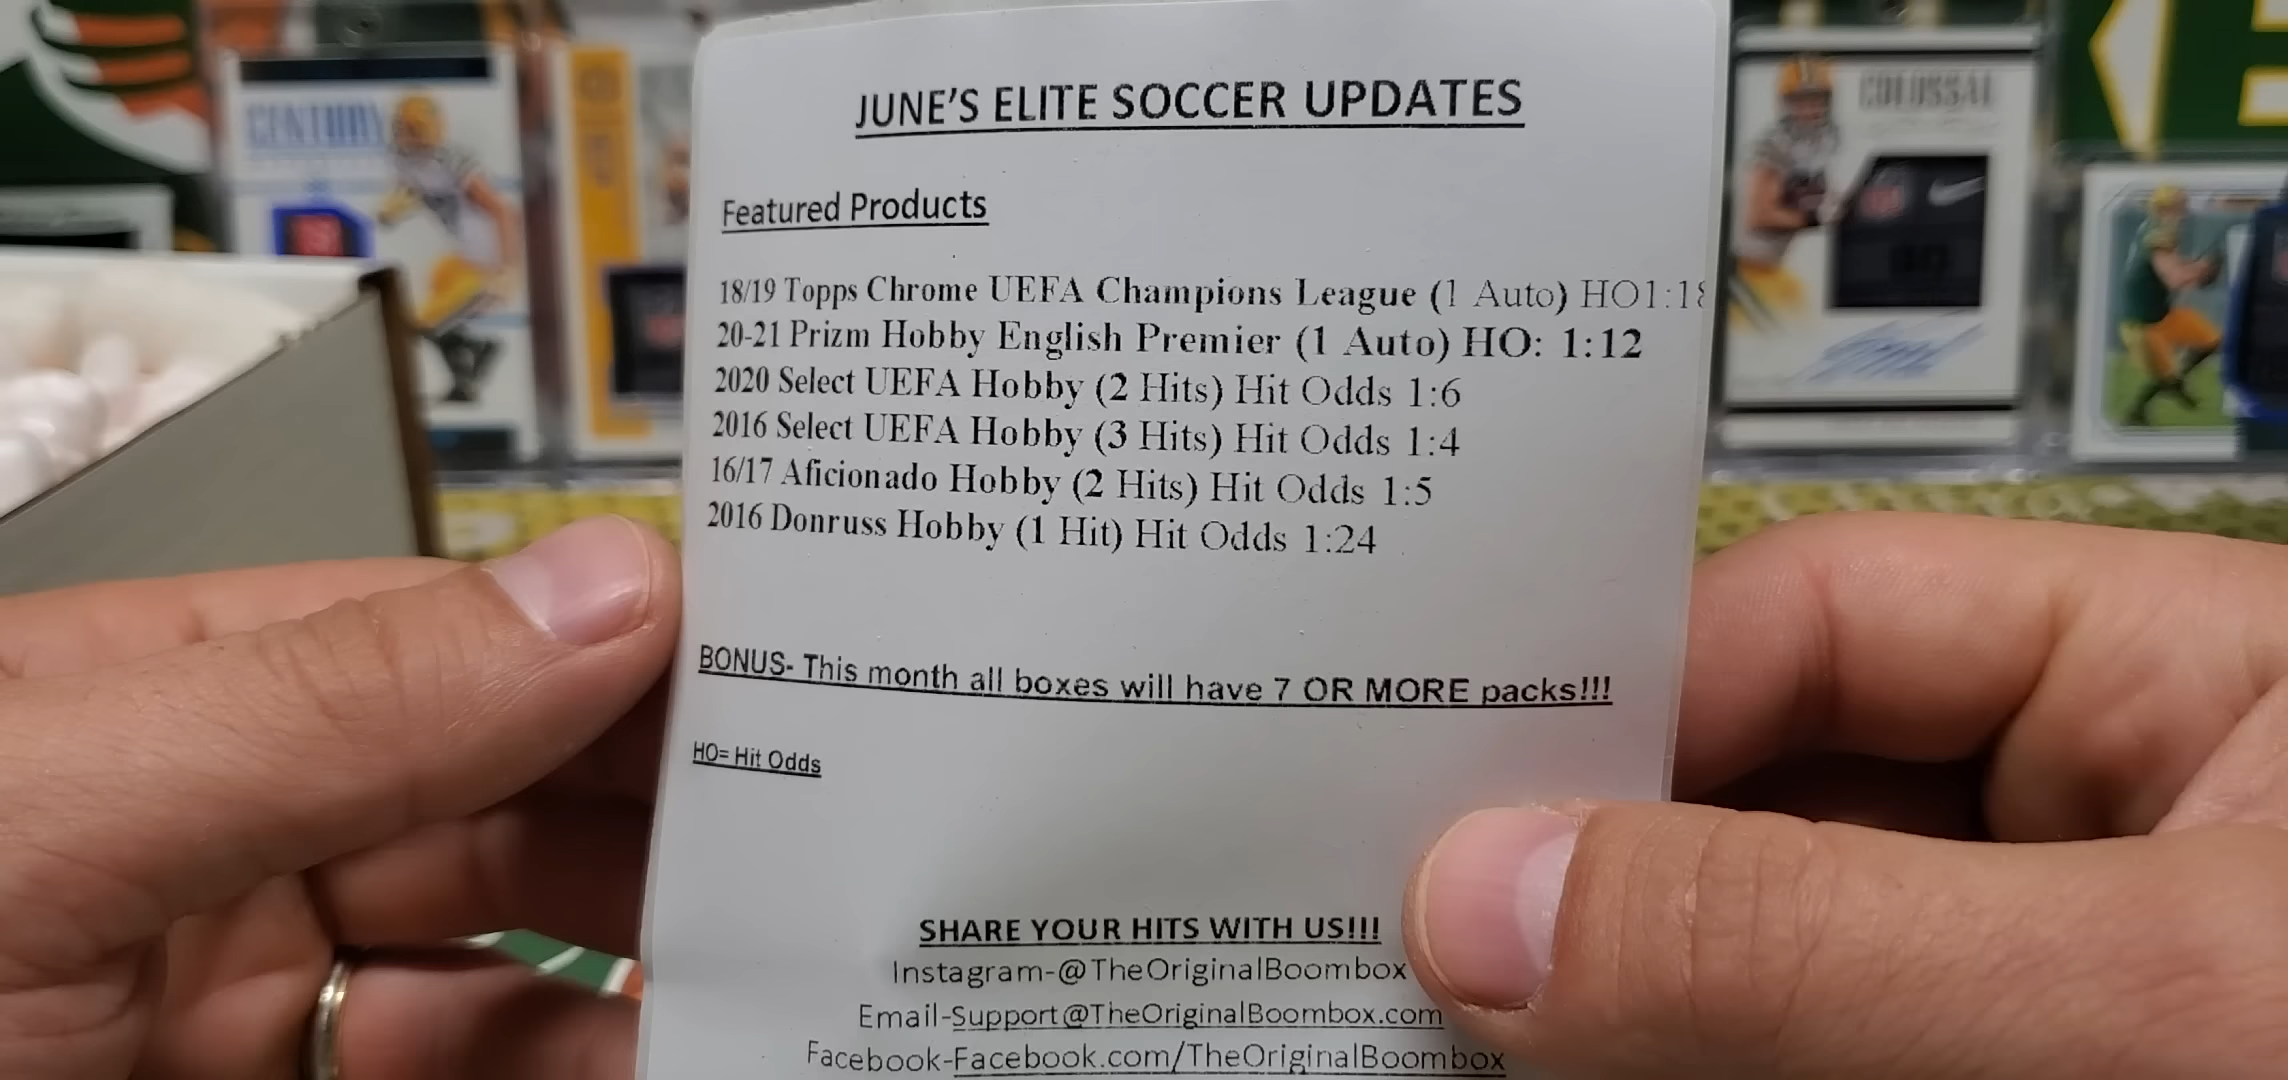 JUNE'S ELITE SOCCER UPDATES
Featured Products
18/19 Topps Chrome UEFA Champions League (1 Auto) HO1:18
20-21 Prizm Hobby English Premier (1 Auto) HO: 1:12
2020 Select UEFA Hobby (2 Hits) Hit Odds 1:6
2016 Select UEFA Hobby (3 Hits) Hit Odds 1:4
16/17 Aficionado Hobby (2 Hits) Hit Odds 1:5
2016 Donruss Hobby (1 Hit) Hit Odds 1:24
BONUS- This month all boxes will have 7 OR MORE packs!!!
HO= Hit Odds
SHARE YOUR HITS WITH US!!!
Instagram-@TheOriginalBoombox
Email-Support@TheOriginalBoombox.com
Facebook-Facebook.com/TheOriginalBoombox
CENTURY
COLOSSAL